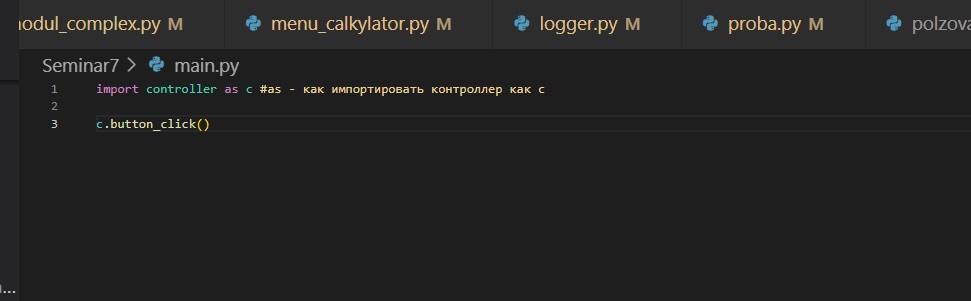 nodul_complex.py M menu_calkylator.py M logger.py M proba.py M polzova
Seminar7 > main.py
1 import controller as c #as - как импортировать контроллер как с
2
3 c.button_click()
...